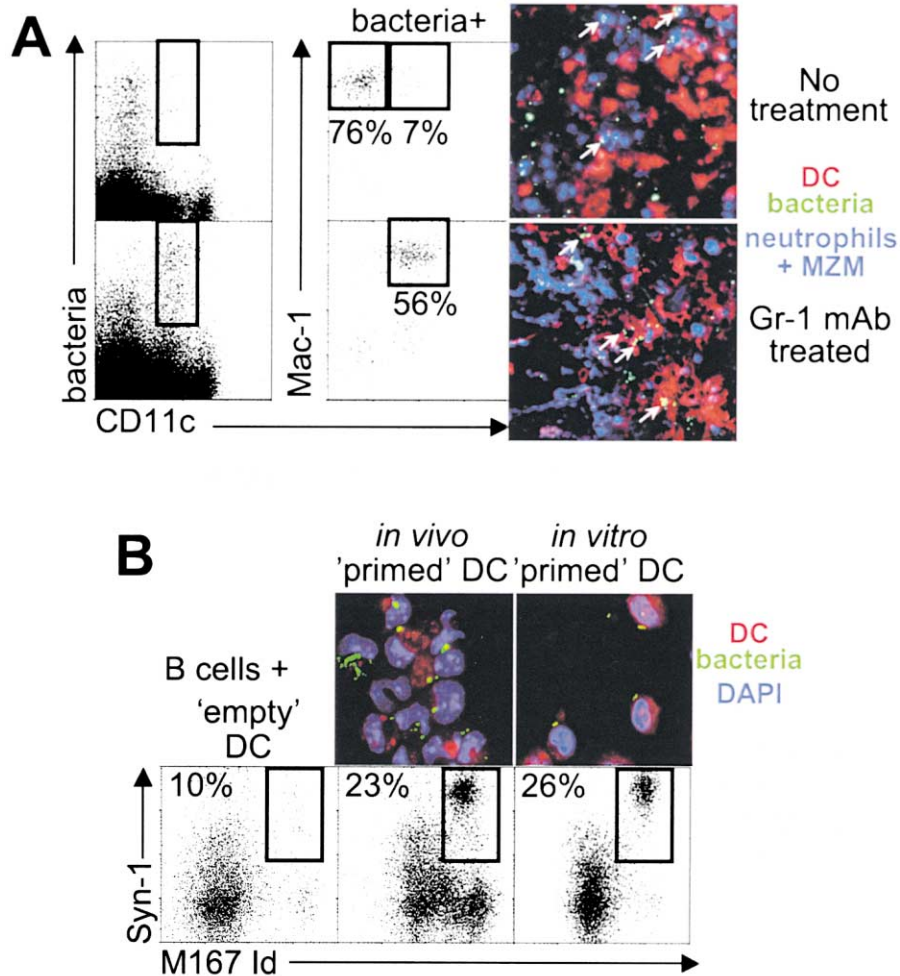 A
bacteria+
bacteria
Mac-1
76% 7%
56%
CD11c
No
treatment
DC
bacteria
neutrophils
+ MZM
Gr-1 mAb
treated
B
in vivo
'primed' DC
in vitro
'primed' DC
B cells +
'empty'
DC
DC
bacteria
DAPI
10%
23%
26%
Syn-1
M167 Id